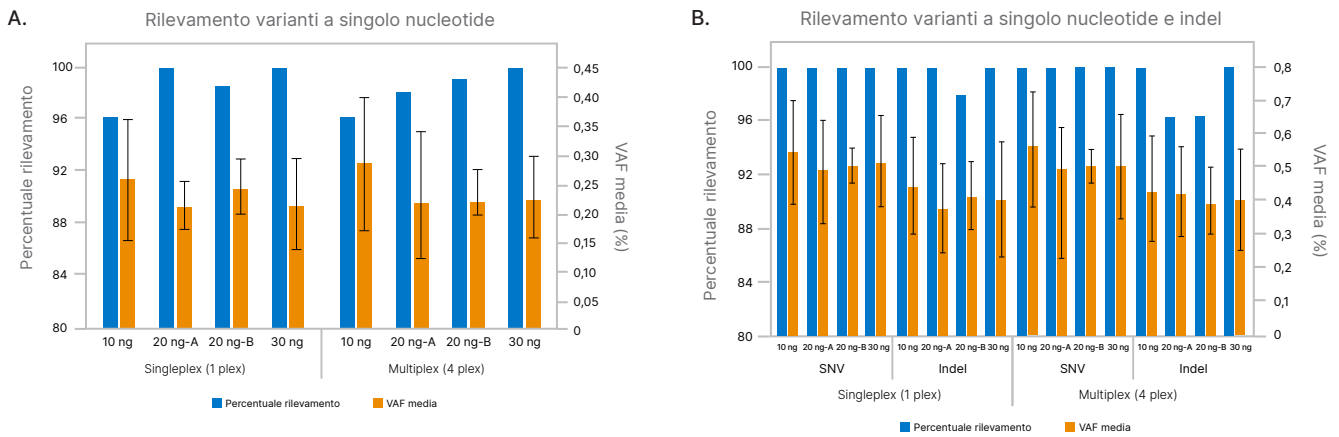 A.
Rilevamento varianti a singolo nucleotide
Percentuale rilevamento
100
96
92
88
84
80
0,45
0,40
0,35
0,30
0,25
0,20
0,15
0,10
0,05
0
VAF media (%)
10 ng 20 ng-A 20 ng-B 30 ng 10 ng 20 ng-A 20 ng-B 30 ng
Singleplex (1 plex) Multiplex (4 plex)
Percentuale rilevamento VAF media
B.
Rilevamento varianti a singolo nucleotide e indel
Percentuale rilevamento
100
96
92
88
84
80
0,8
0,7
0,6
0,5
0,4
0,3
0,2
0,1
0
VAF media (%)
10 ng 20 ng-A 20 ng-B 30 ng 10 ng 20 ng-A 20 ng-B 30 ng 10 ng 20 ng-A 20 ng-B 30 ng 10 ng 20 ng-A 20 ng-B 30 ng
SNV Indel SNV Indel
Singleplex (1 plex) Multiplex (4 plex)
Percentuale rilevamento VAF media